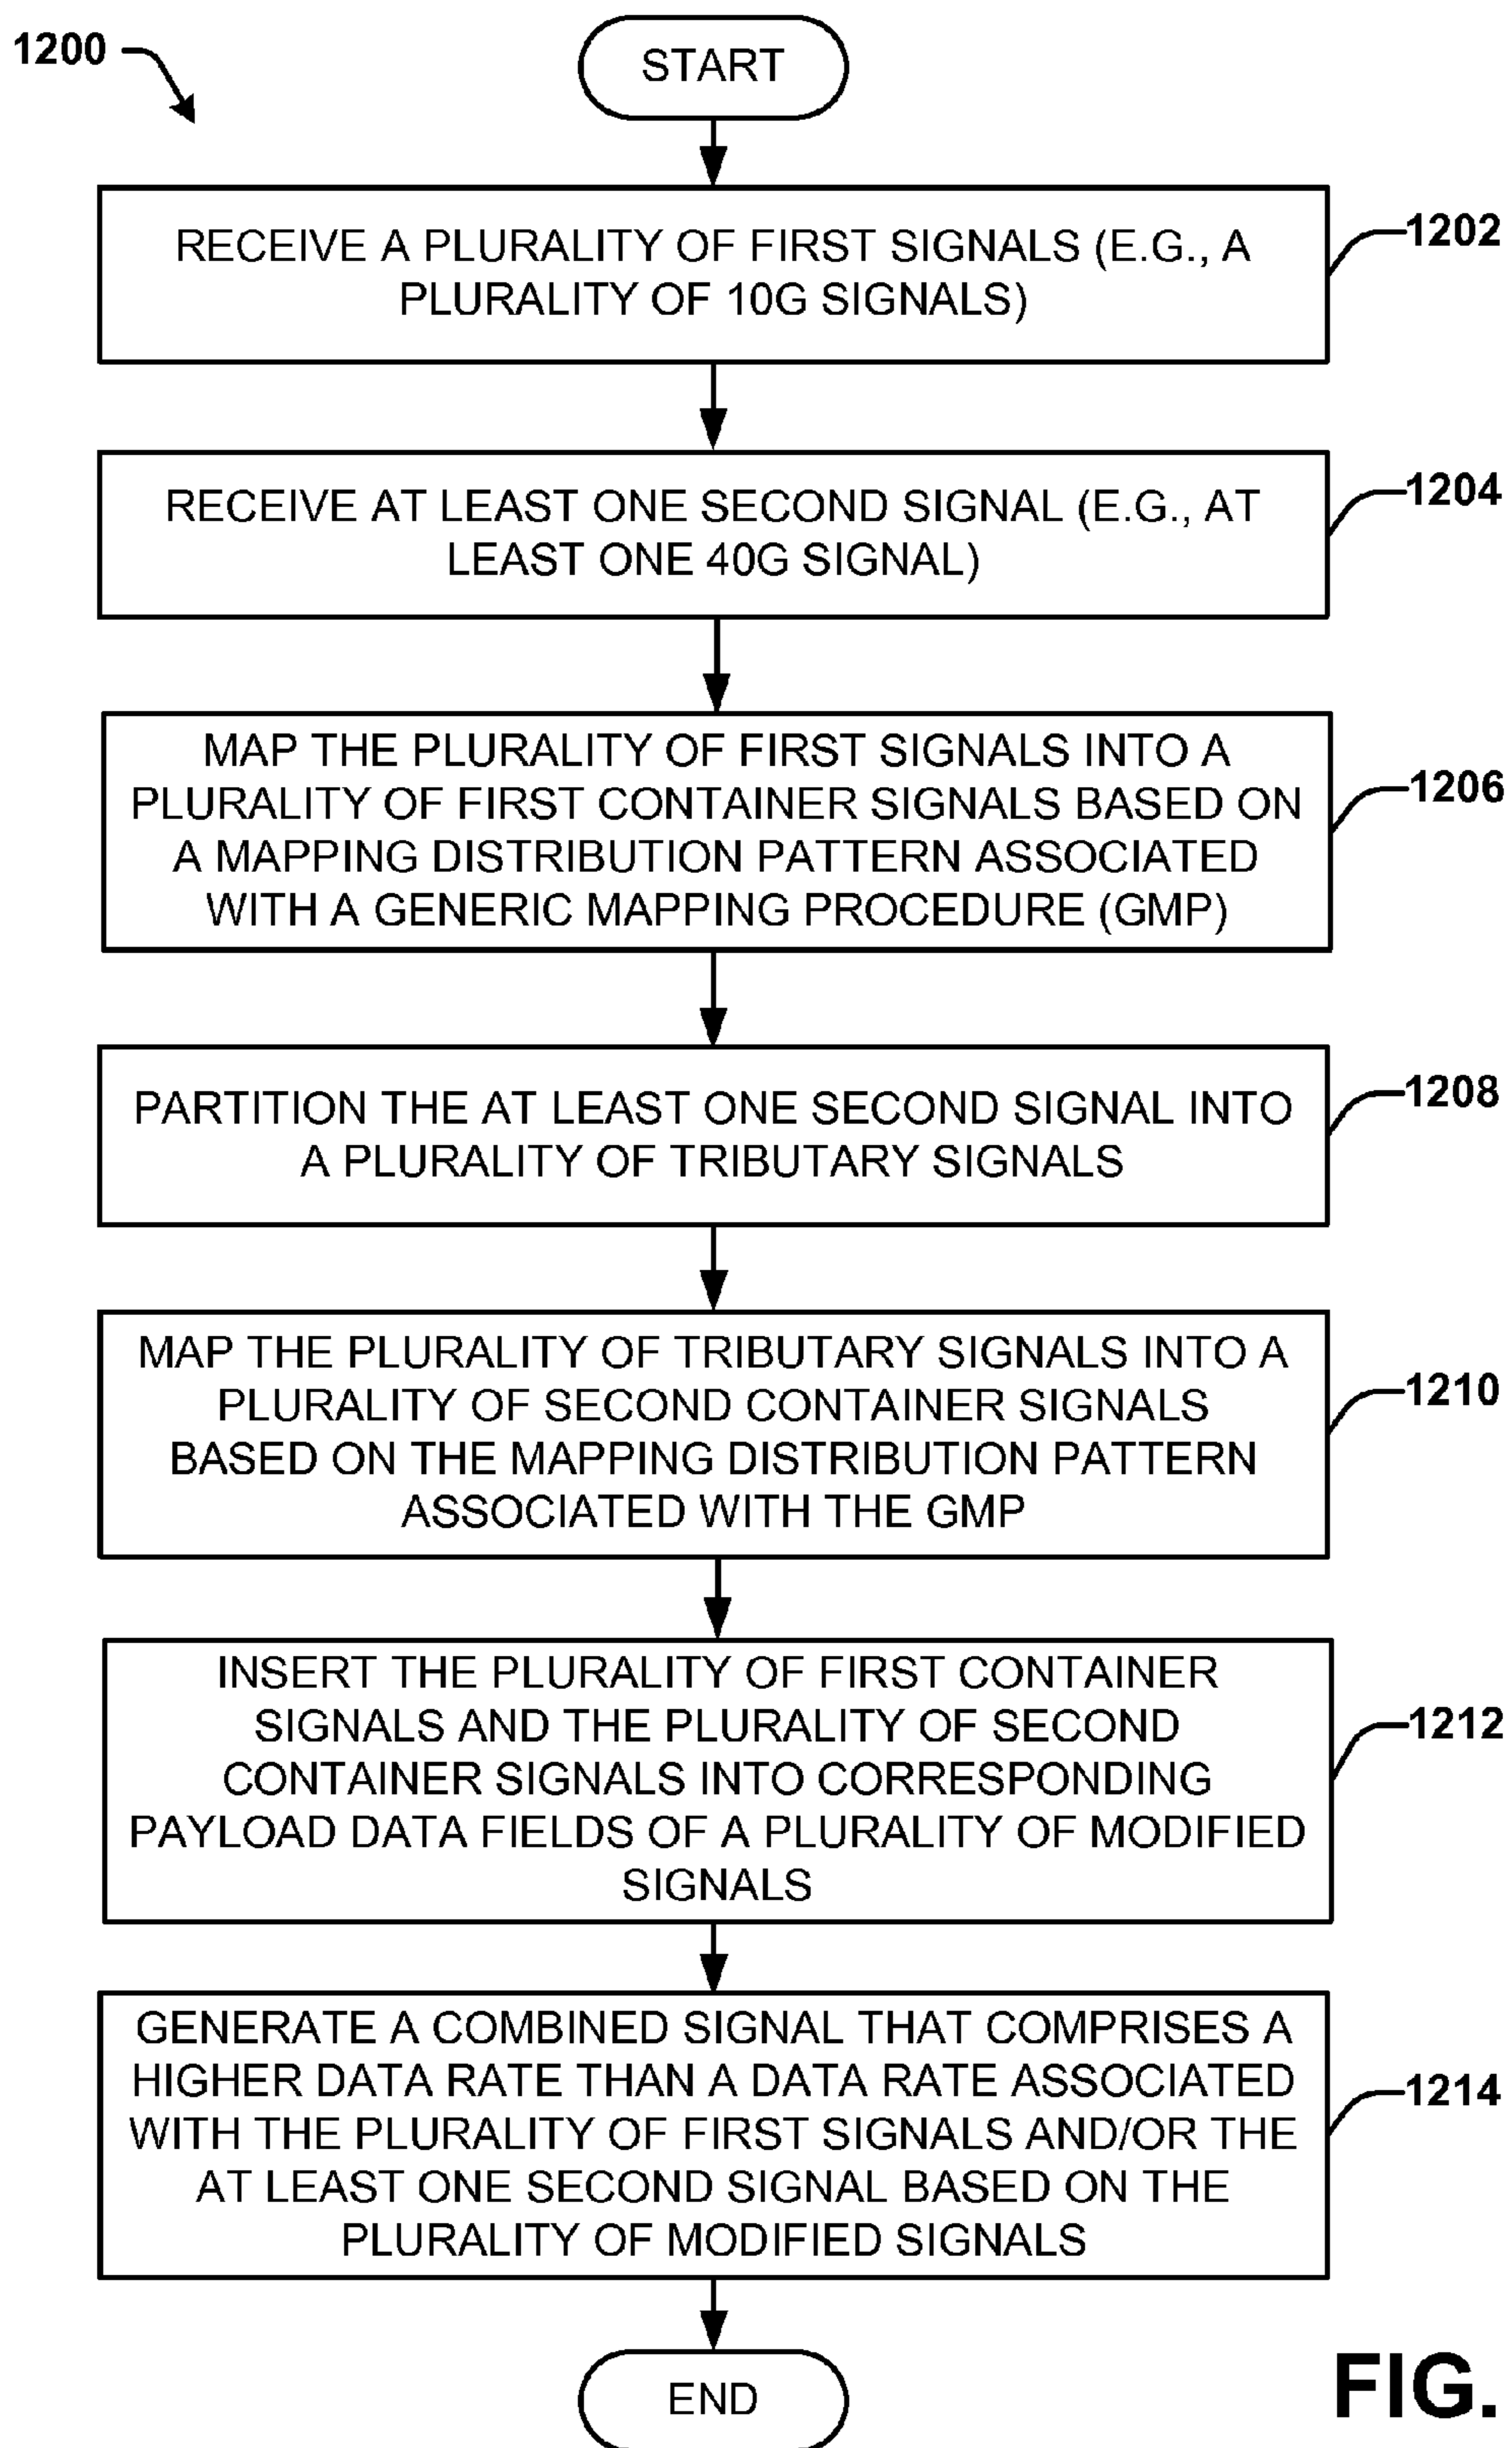 1200
START
RECEIVE A PLURALITY OF FIRST SIGNALS (E.G., A
PLURALITY OF 10G SIGNALS)
1202
RECEIVE AT LEAST ONE SECOND SIGNAL (E.G., AT
LEAST ONE 40G SIGNAL)
1204
MAP THE PLURALITY OF FIRST SIGNALS INTO A
PLURALITY OF FIRST CONTAINER SIGNALS BASED ON
A MAPPING DISTRIBUTION PATTERN ASSOCIATED
WITH A GENERIC MAPPING PROCEDURE (GMP)
1206
PARTITION THE AT LEAST ONE SECOND SIGNAL INTO
A PLURALITY OF TRIBUTARY SIGNALS
1208
MAP THE PLURALITY OF TRIBUTARY SIGNALS INTO A
PLURALITY OF SECOND CONTAINER SIGNALS
BASED ON THE MAPPING DISTRIBUTION PATTERN
ASSOCIATED WITH THE GMP
1210
INSERT THE PLURALITY OF FIRST CONTAINER
SIGNALS AND THE PLURALITY OF SECOND
CONTAINER SIGNALS INTO CORRESPONDING
PAYLOAD DATA FIELDS OF A PLURALITY OF MODIFIED
SIGNALS
1212
GENERATE A COMBINED SIGNAL THAT COMPRISES A
HIGHER DATA RATE THAN A DATA RATE ASSOCIATED
WITH THE PLURALITY OF FIRST SIGNALS AND/OR THE
AT LEAST ONE SECOND SIGNAL BASED ON THE
PLURALITY OF MODIFIED SIGNALS
1214
END
FIG.